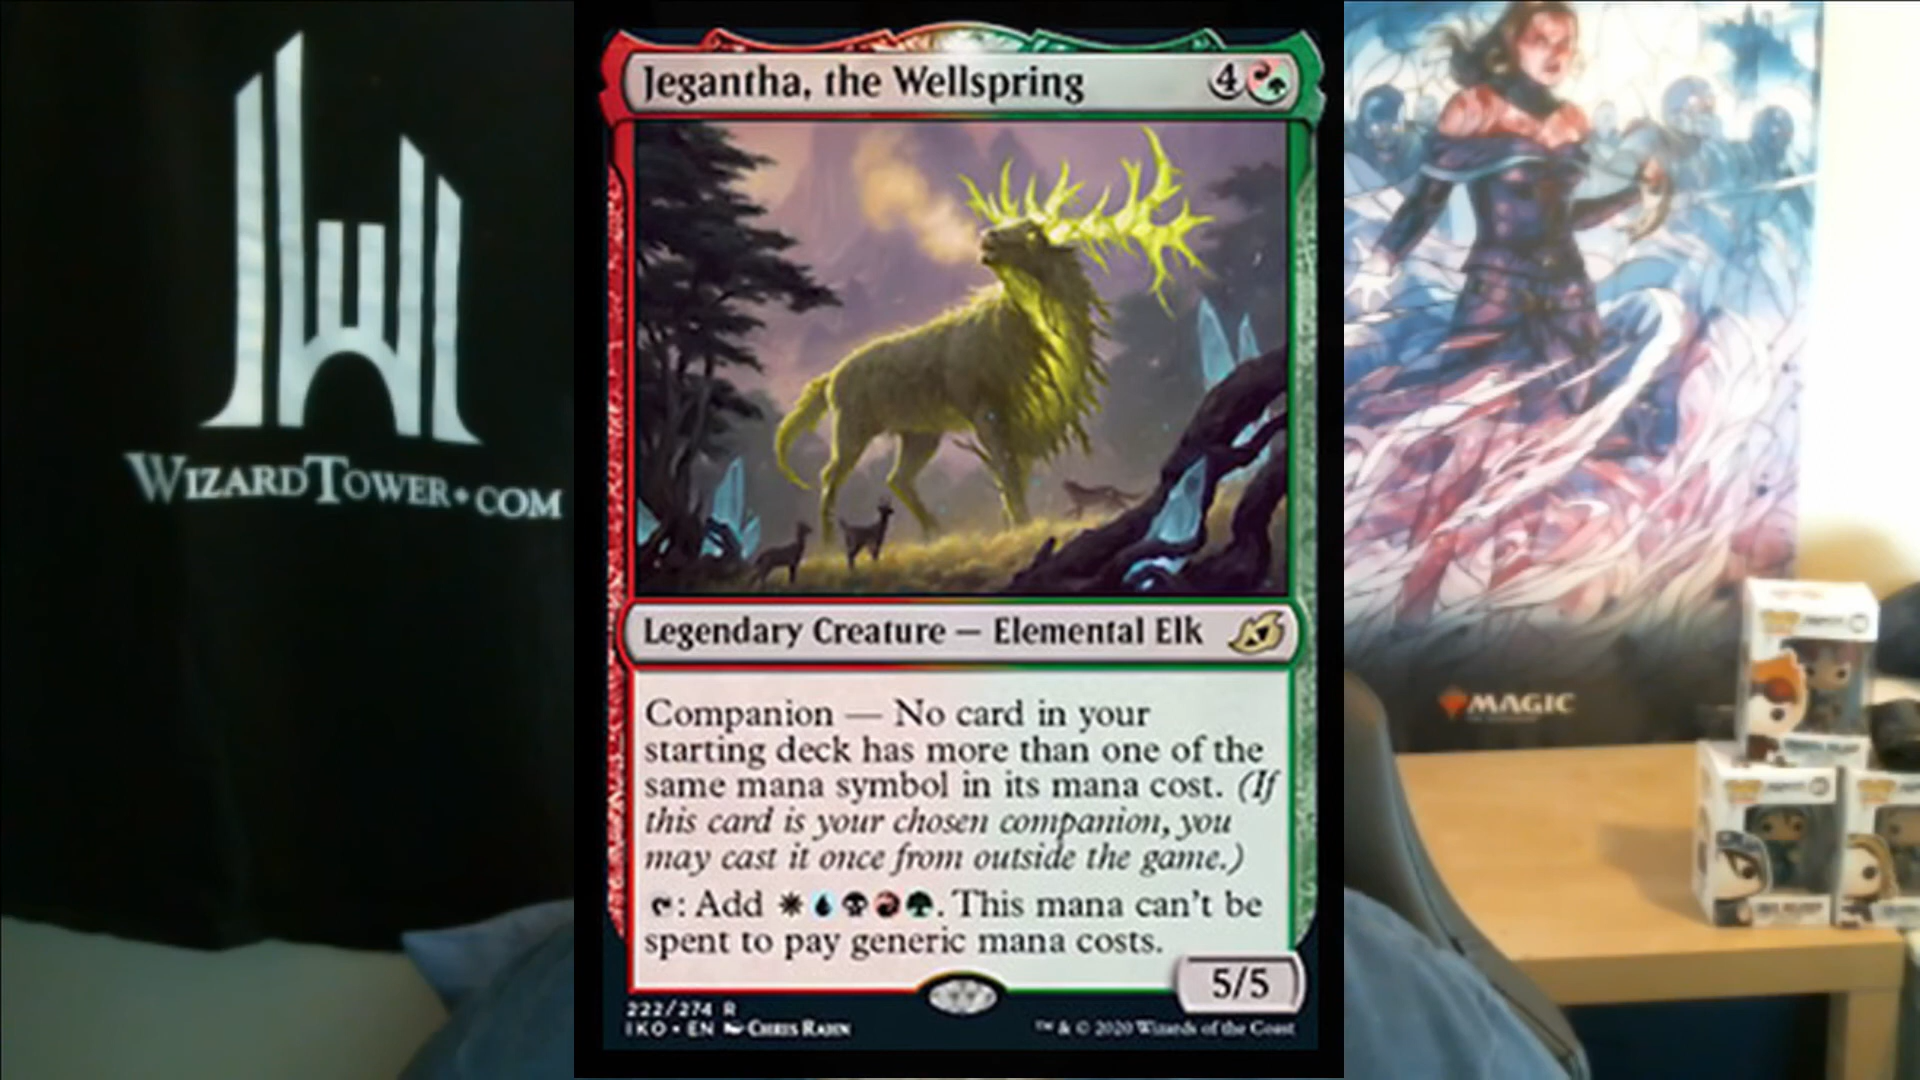 WIZARDTOWER.COM
Jegantha, the Wellspring
4
Legendary Creature — Elemental Elk
Companion — No card in your
starting deck has more than one of the
same mana symbol in its mana cost. (If
this card is your chosen companion, you
may cast it once from outside the game.)
: Add . This mana can't be
spent to pay generic mana costs.
5/5
222/274 R
IKO • EN CHRIS RAHN
™ & © 2020 Wizards of the Coast
MAGIC